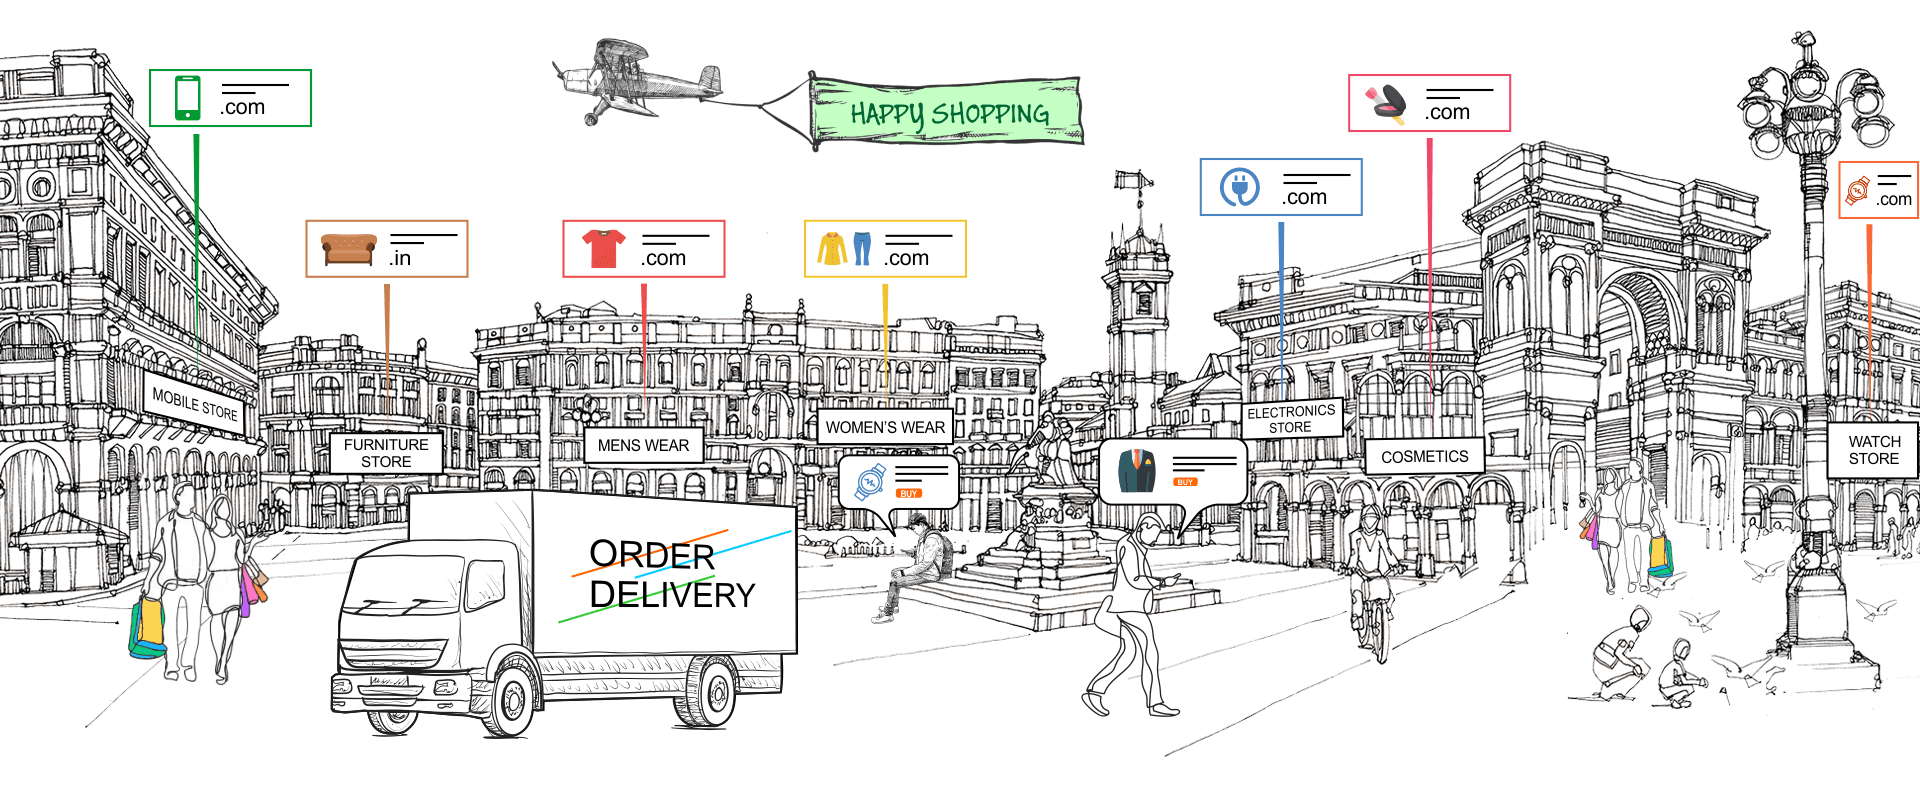 HAPPY SHOPPING
.com
.com
.com
.com
.in
.com
.com
MOBILE STORE
FURNITURE
STORE
MENS WEAR
WOMEN'S WEAR
ELECTRONICS
STORE
COSMETICS
WATCH
STORE
BUY
BUY
ORDER
DELIVERY